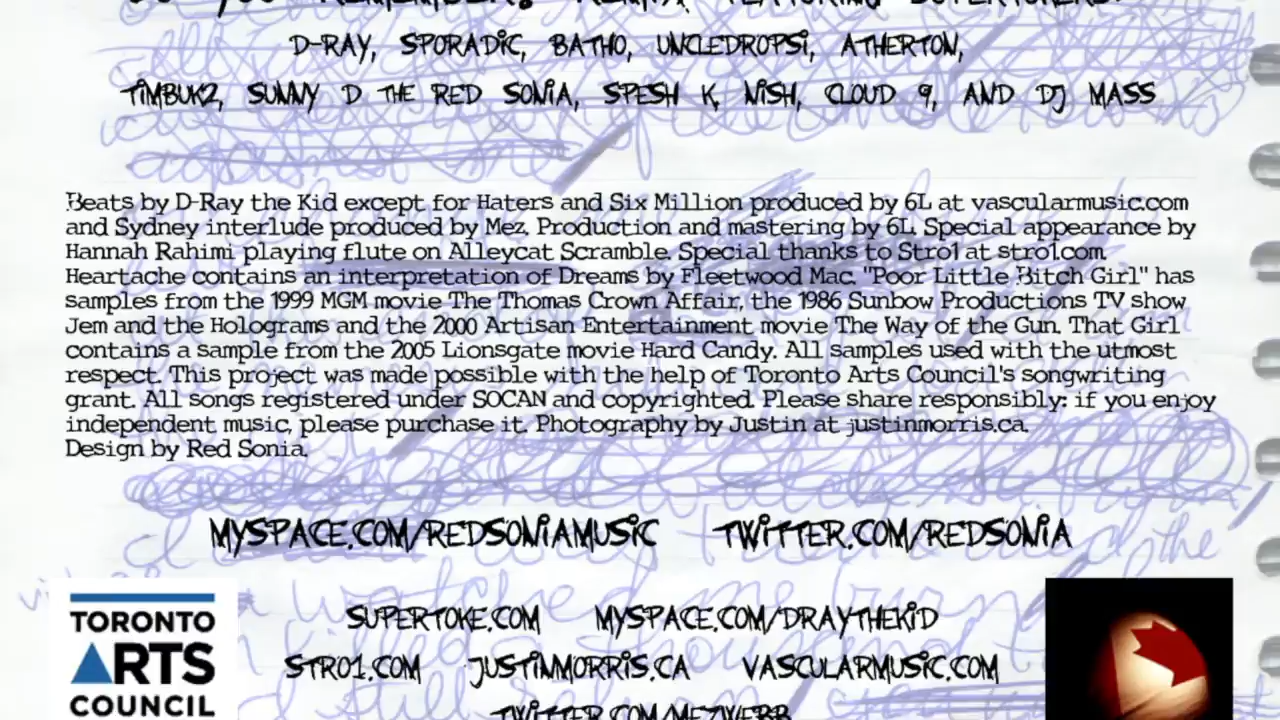 DO YOU REMEMBER? REMIX FEATURING SUPERTOKERS:
D-RAY, SPORADIC, BATHO, UNCLEDROPSI, ATHERTON,
TIMBUK2, SUNNY D THE RED SONIA, SPESH K, NISH, CLOUD 9, AND DJ MASS
Beats by D-Ray the Kid except for Haters and Six Million produced by 6L at vascularmusic.com
and Sydney interlude produced by Mez. Production and mastering by 6L. Special appearance by
Hannah Rahimi playing flute on Alleycat Scramble. Special thanks to Stro1 at stro1.com.
Heartache contains an interpretation of Dreams by Fleetwood Mac. "Poor Little Bitch Girl" has
samples from the 1999 MGM movie The Thomas Crown Affair, the 1986 Sunbow Productions TV show
Jem and the Holograms and the 2000 Artisan Entertainment movie The Way of the Gun. That Girl
contains a sample from the 2005 Lionsgate movie Hard Candy. All samples used with the utmost
respect. This project was made possible with the help of Toronto Arts Council's songwriting
grant. All songs registered under SOCAN and copyrighted. Please share responsibly: if you enjoy
independent music, please purchase it. Photography by Justin at justinmorris.ca.
Design by Red Sonia.
MYSPACE.COM/REDSONIAMUSIC TWITTER.COM/REDSONIA
SUPERTOKE.COM MYSPACE.COM/DRAYTHEKID
STRO1.COM JUSTINMORRIS.CA VASCULARMUSIC.COM
TWITTER.COM/MEZWEBB
TORONTO
ARTS
COUNCIL